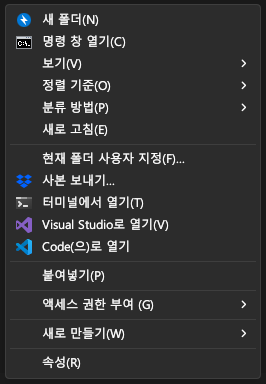 새 폴더(N)
명령 창 열기(C)
보기(V)
정렬 기준(O)
분류 방법(P)
새로 고침(E)
현재 폴더 사용자 지정(F)...
사본 보내기...
터미널에서 열기(T)
Visual Studio로 열기(V)
Code(으)로 열기
붙여넣기(P)
액세스 권한 부여 (G)
새로 만들기(W)
속성(R)